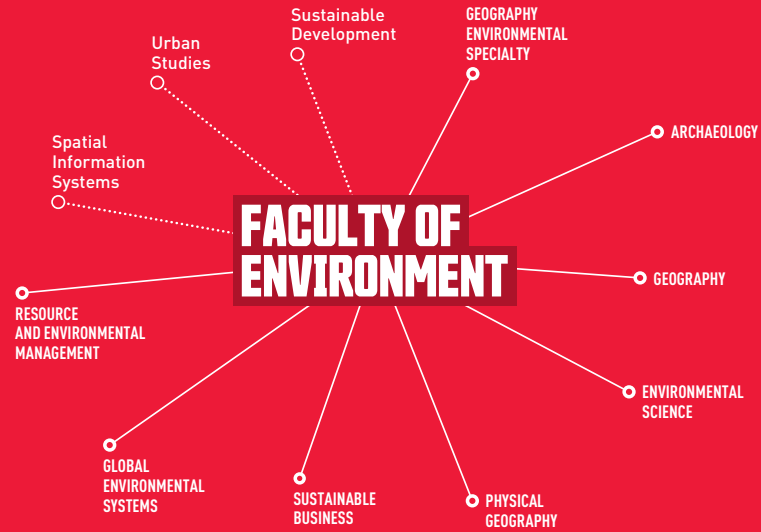 Sustainable
Development
GEOGRAPHY
ENVIRONMENTAL
SPECIALTY
Urban
Studies
ARCHAEOLOGY
Spatial
Information
Systems
FACULTY OF
ENVIRONMENT
GEOGRAPHY
RESOURCE
AND ENVIRONMENTAL
MANAGEMENT
ENVIRONMENTAL
SCIENCE
GLOBAL
ENVIRONMENTAL
SYSTEMS
SUSTAINABLE
BUSINESS
PHYSICAL
GEOGRAPHY